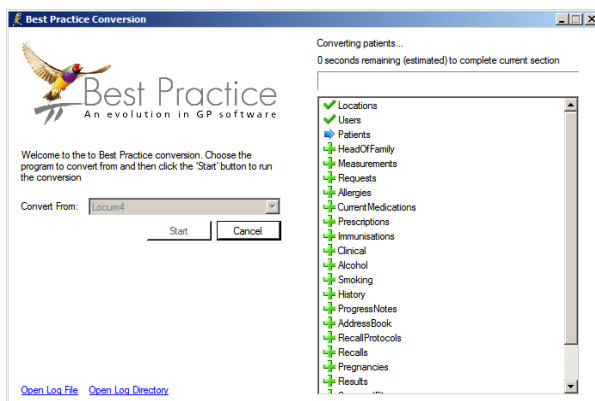 Best Practice Conversion
Best Practice
An evolution in GP software
Welcome to the to Best Practice conversion. Choose the
program to convert from and then click the 'Start' button to run
the conversion
Convert From:
Locum4
Start
Cancel
Open Log File
Open Log Directory
Converting patients...
0 seconds remaining (estimated) to complete current section
Locations
Users
Patients
HeadOfFamily
Measurements
Requests
Allergies
CurrentMedications
Prescriptions
Immunisations
Clinical
Alcohol
Smoking
History
ProgressNotes
AddressBook
RecallProtocols
Recalls
Pregnancies
Results